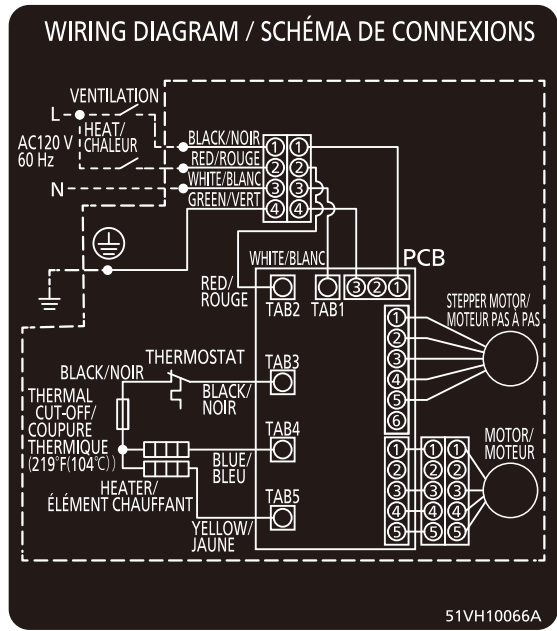 WIRING DIAGRAM / SCHÉMA DE CONNEXIONS
VENTILATION
L
HEAT/
CHALEUR
AC120 V
60 Hz
N
BLACK/NOIR
RED/ROUGE
WHITE/BLANC
GREEN/VERT
1 1
2 2
3 3
4 4
WHITE/BLANC
PCB
RED/
ROUGE
TAB2
TAB1
3 2 1
STEPPER MOTOR/
MOTEUR PAS À PAS
1
2
3
4
5
6
THERMOSTAT
BLACK/NOIR
BLACK/
NOIR
TAB3
THERMAL
CUT-OFF/
COUPURE
THERMIQUE
(219°F(104℃))
TAB4
BLUE/
BLEU
HEATER/
ÉLÉMENT CHAUFFANT
TAB5
YELLOW/
JAUNE
MOTOR/
MOTEUR
1 1 1
2 2 2
3 3 3
4 4 4
5 5 5
51VH10066A